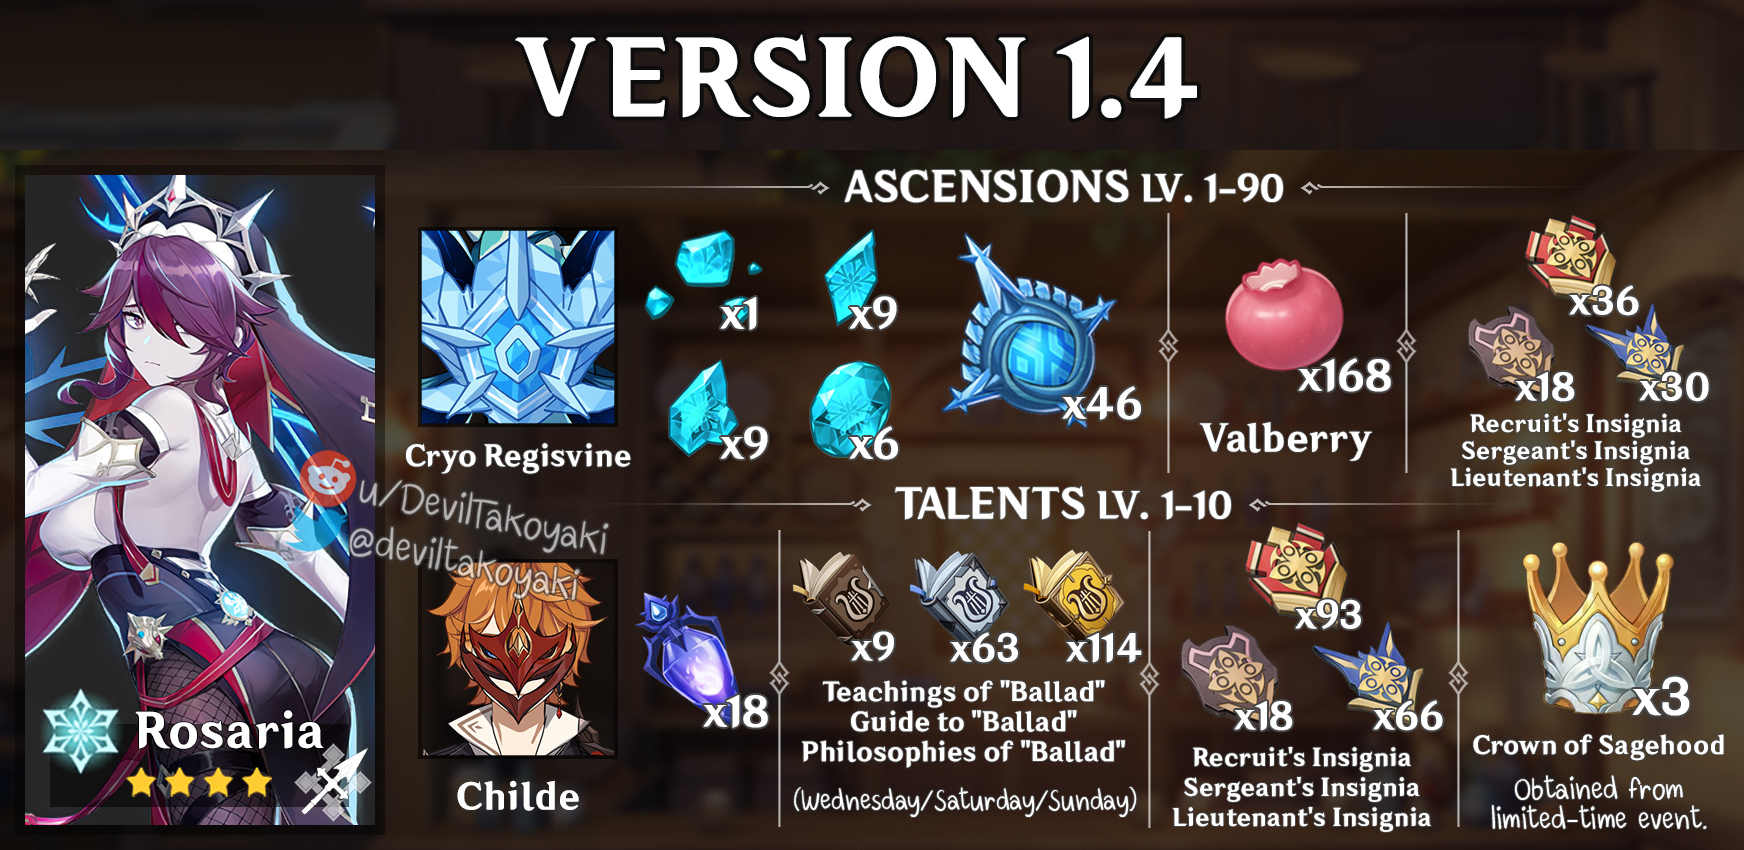 VERSION 1.4
ASCENSIONS LV. 1-90
x1
x9
x9
x6
x46
Cryo Regisvine
x168
Valberry
x36
x18
x30
Recruit's Insignia
Sergeant's Insignia
Lieutenant's Insignia
u/DevilTakoyaki
@deviltakoyaki
TALENTS LV. 1-10
Childe
x18
x9
x63
x114
Teachings of "Ballad"
Guide to "Ballad"
Philosophies of "Ballad"
(Wednesday/Saturday/Sunday)
x93
x18
x66
Recruit's Insignia
Sergeant's Insignia
Lieutenant's Insignia
x3
Crown of Sagehood
Obtained from
limited-time event.
Rosaria